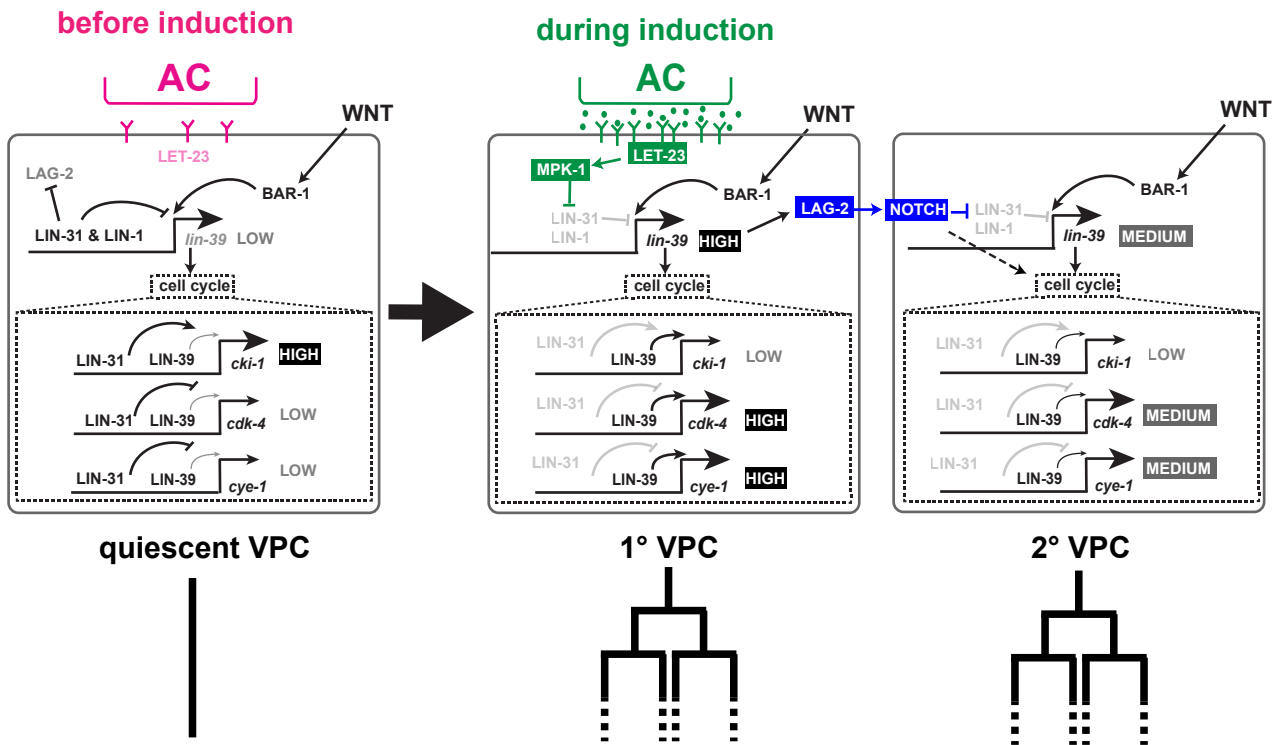 before induction
AC
WNT
LET-23
LAG-2
BAR-1
LIN-31 & LIN-1
lin-39 LOW
cell cycle
LIN-31 LIN-39 cki-1 HIGH
LIN-31 LIN-39 cdk-4 LOW
LIN-31 LIN-39 cye-1 LOW
quiescent VPC
during induction
AC
WNT
MPK-1 LET-23
BAR-1
LIN-31
LIN-1
lin-39 HIGH
LAG-2
cell cycle
LIN-31 LIN-39 cki-1 LOW
LIN-31 LIN-39 cdk-4 HIGH
LIN-31 LIN-39 cye-1 HIGH
1° VPC
WNT
BAR-1
NOTCH
LIN-31
LIN-1
lin-39 MEDIUM
cell cycle
LIN-31 LIN-39 cki-1 LOW
LIN-31 LIN-39 cdk-4 MEDIUM
LIN-31 LIN-39 cye-1 MEDIUM
2° VPC